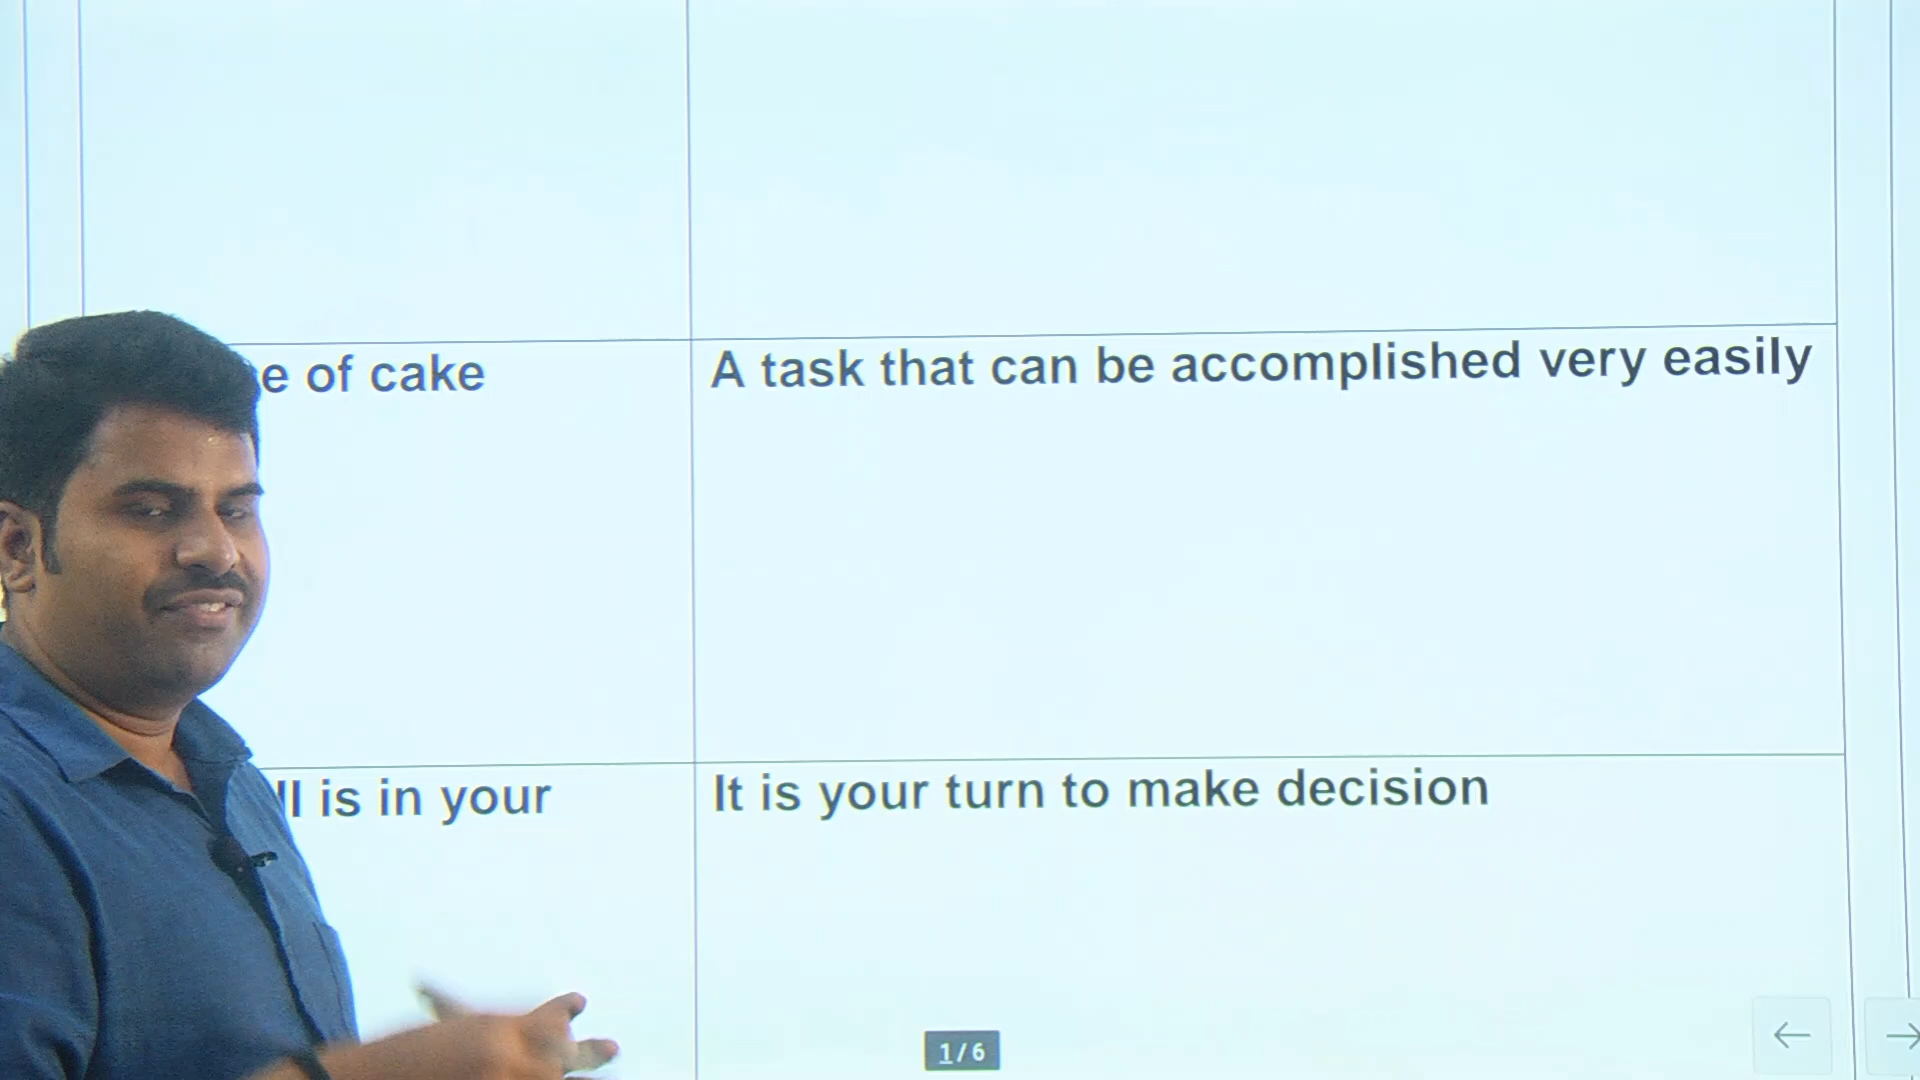 e of cake
A task that can be accomplished very easily
ll is in your
It is your turn to make decision
1/6